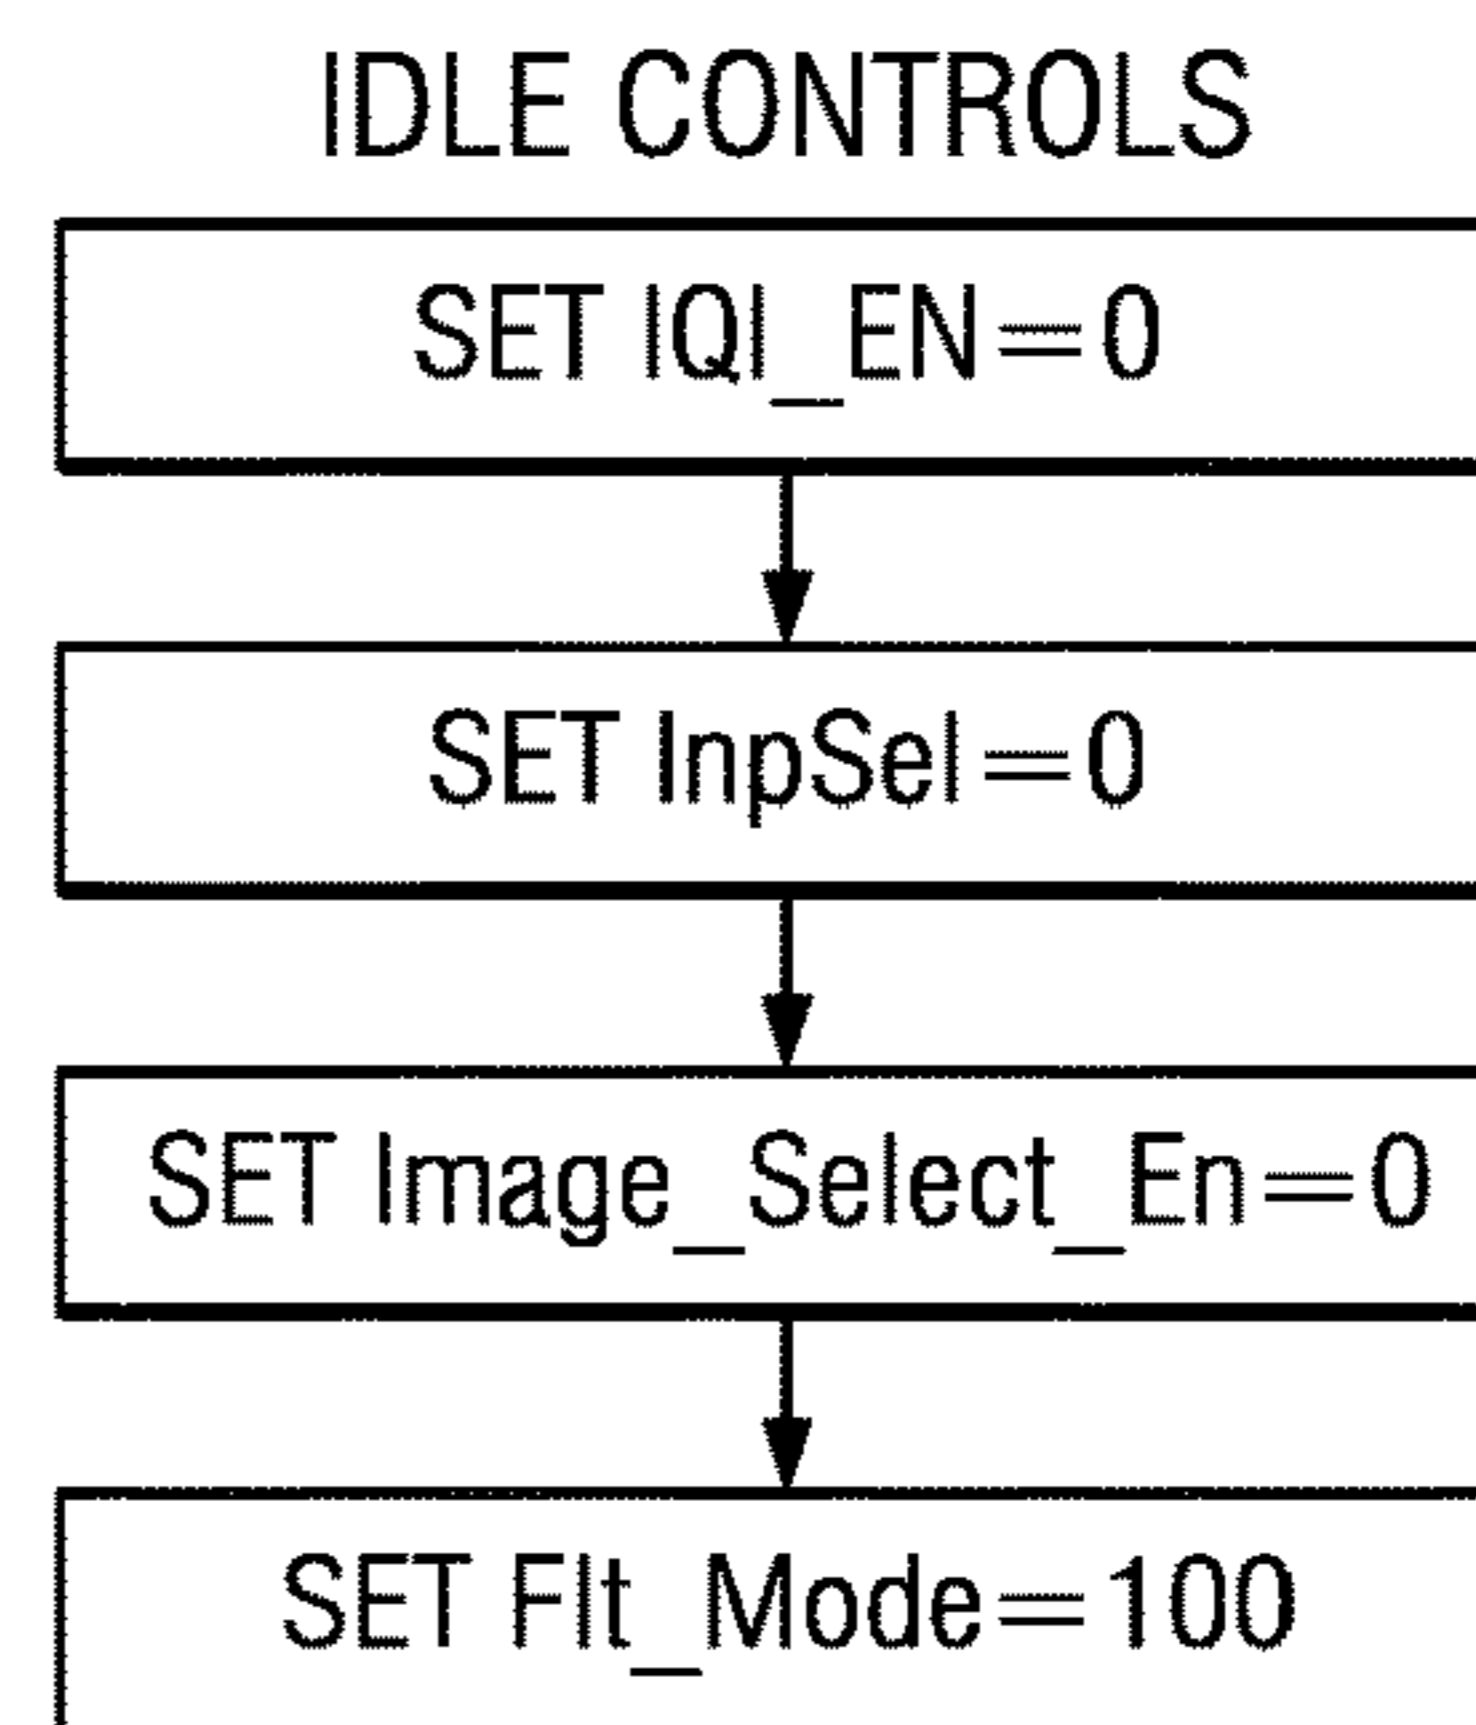 IDLE CONTROLS
SET IQI_EN=0
SET InpSel=0
SET Image_Select_En=0
SET Flt_Mode=100